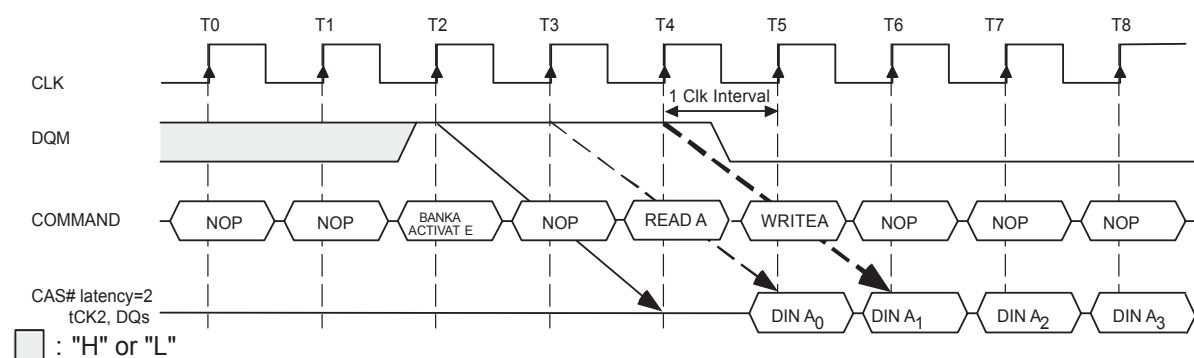 T0 T1 T2 T3 T4 T5 T6 T7 T8
CLK
1 Clk Interval
DQM
COMMAND NOP NOP BANKA ACTIVAT E NOP READ A WRITEA NOP NOP NOP
CAS# latency=2
tCK2, DQs DIN A0 DIN A1 DIN A2 DIN A3
: "H" or "L"